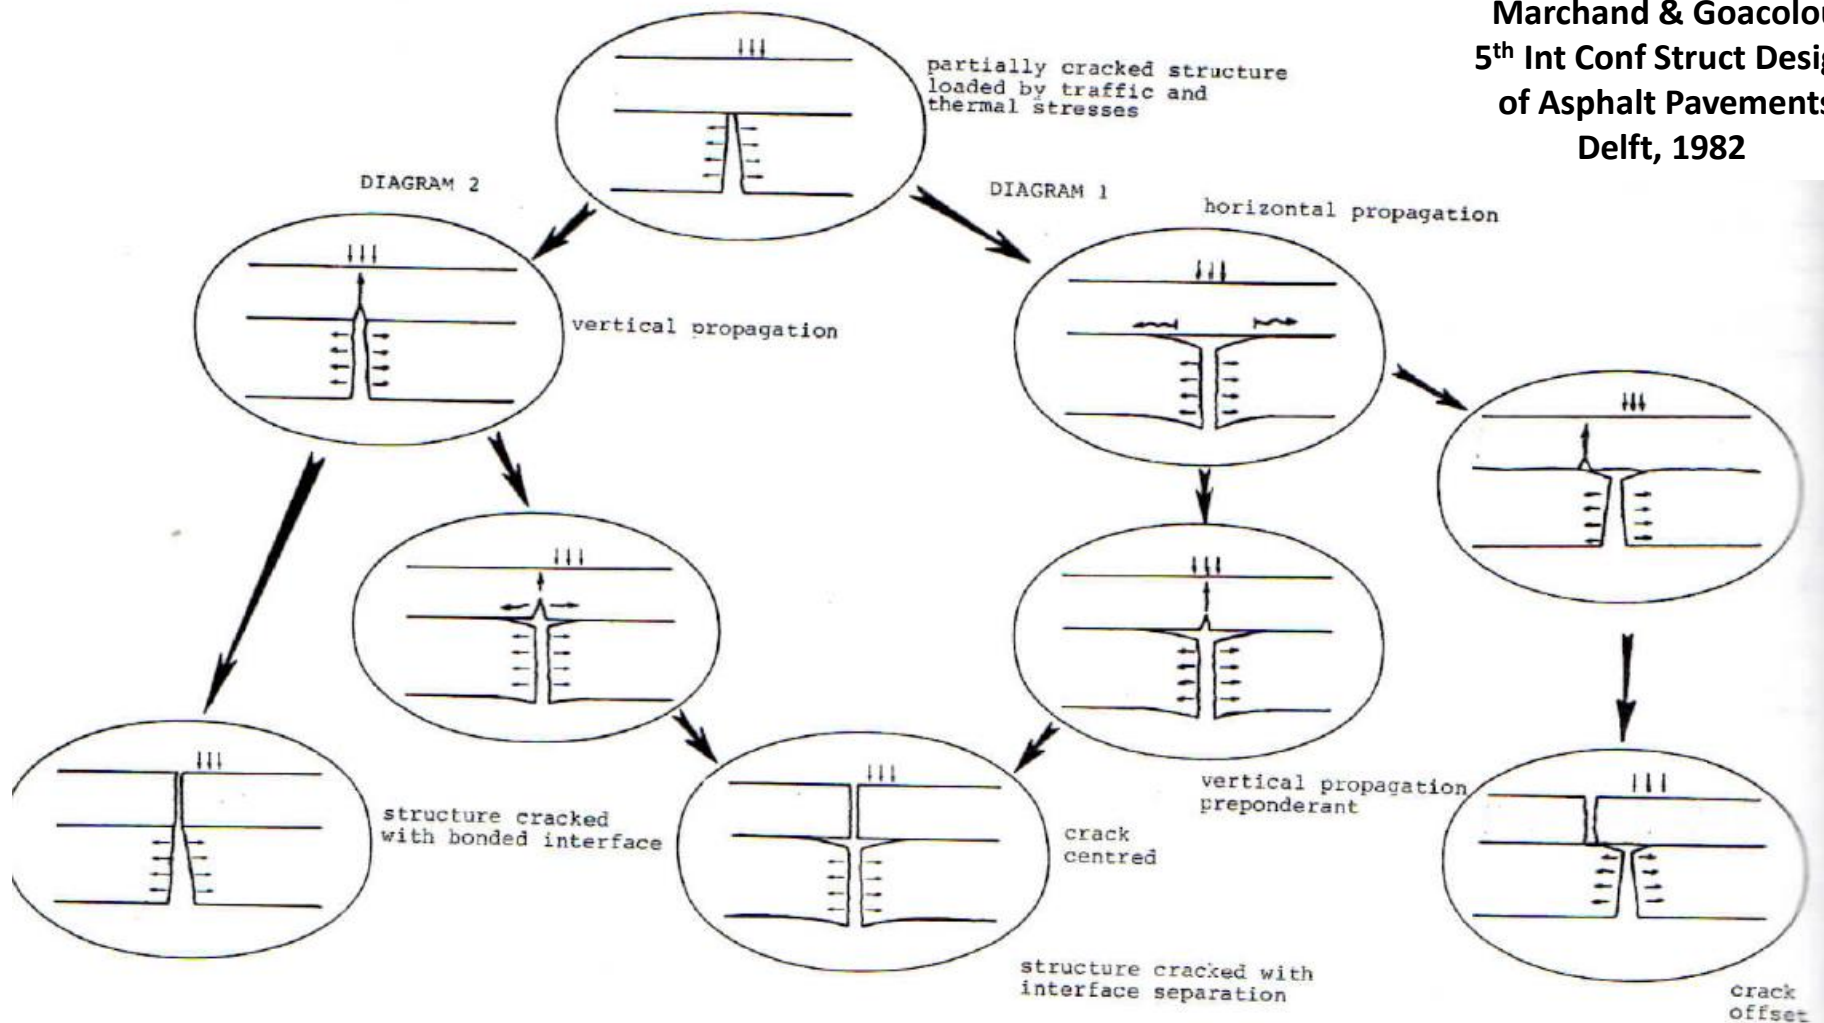 Marchand & Goacolou
5th Int Conf Struct Desig
of Asphalt Pavements
Delft, 1982
partially cracked structure
loaded by traffic and
thermal stresses
DIAGRAM 2
DIAGRAM 1
horizontal propagation
vertical propagation
structure cracked
with bonded interface
vertical propagation
preponderant
crack
centred
structure cracked with
interface separation
crack
offset